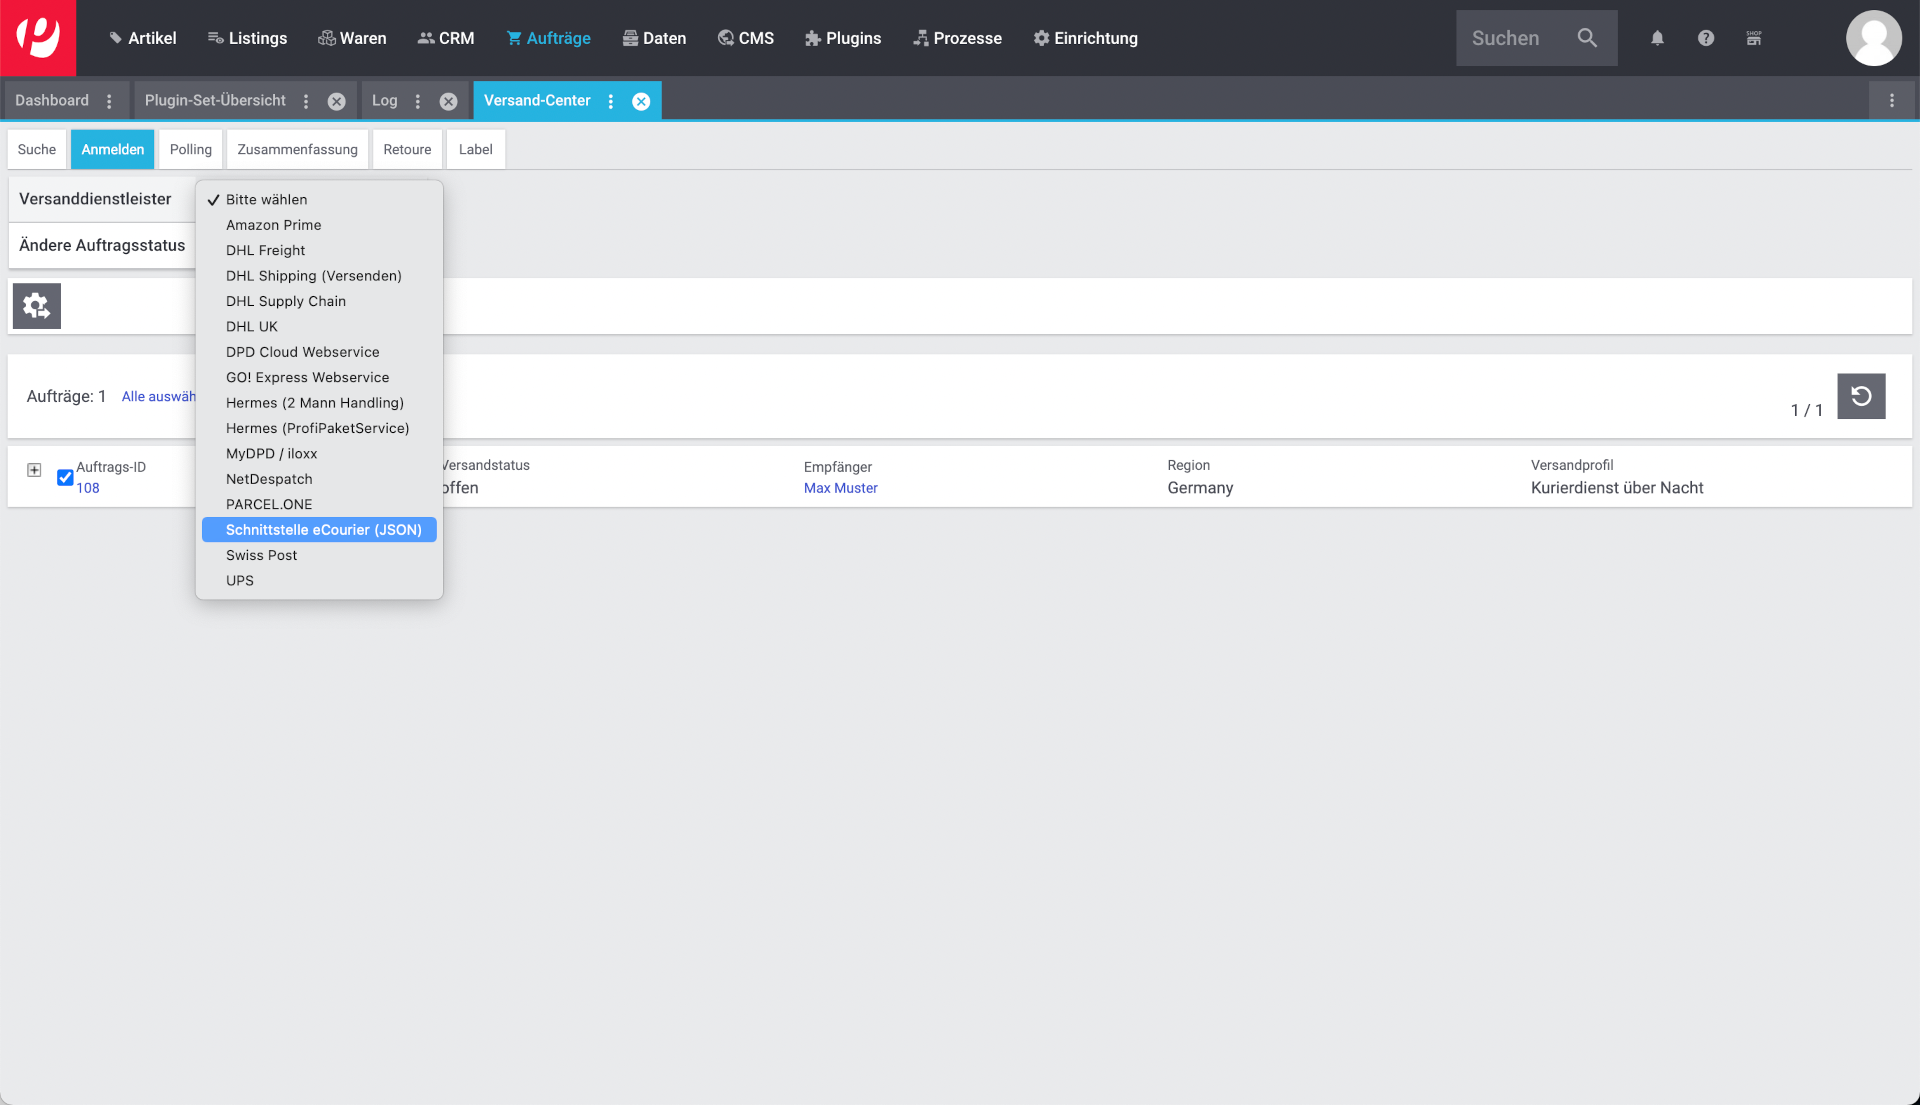 Artikel Listings Waren CRM Aufträge Daten CMS Plugins Prozesse Einrichtung Suchen SHOP
Dashboard Plugin-Set-Übersicht Log Versand-Center
Suche Anmelden Polling Zusammenfassung Retoure Label
Versanddienstleister
Ändere Auftragsstatus
Bitte wählen
Amazon Prime
DHL Freight
DHL Shipping (Versenden)
DHL Supply Chain
DHL UK
DPD Cloud Webservice
GO! Express Webservice
Hermes (2 Mann Handling)
Hermes (ProfiPaketService)
MyDPD / iloxx
NetDespatch
PARCEL.ONE
Schnittstelle eCourier (JSON)
Swiss Post
UPS
Aufträge: 1 Alle auswäh
1 / 1
Auftrags-ID Versandstatus Empfänger Region Versandprofil
108 offen Max Muster Germany Kurierdienst über Nacht